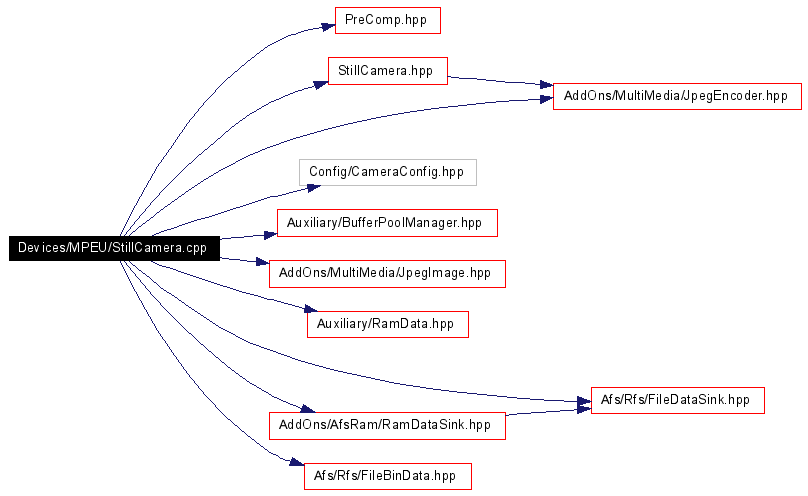 PreComp.hpp
StillCamera.hpp
AddOns/MultiMedia/JpegEncoder.hpp
Config/CameraConfig.hpp
Auxiliary/BufferPoolManager.hpp
Devices/MPEU/StillCamera.cpp
AddOns/MultiMedia/JpegImage.hpp
Auxiliary/RamData.hpp
Afs/Rfs/FileDataSink.hpp
AddOns/AfsRam/RamDataSink.hpp
Afs/Rfs/FileBinData.hpp